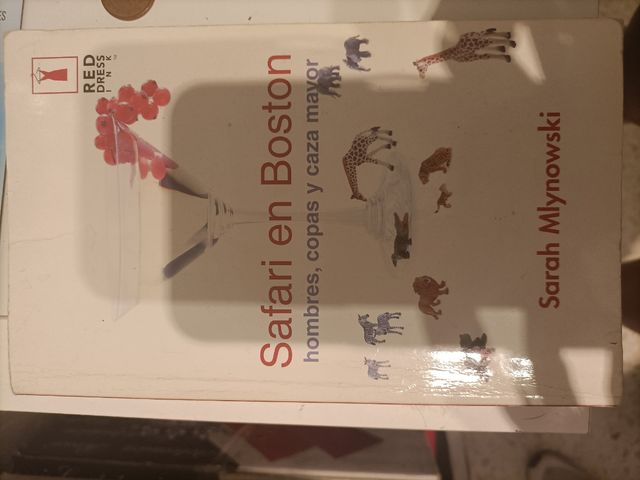 RED
DRESS
INK
Safari en Boston
hombres, copas y caza mayor
Sarah Mlynowski